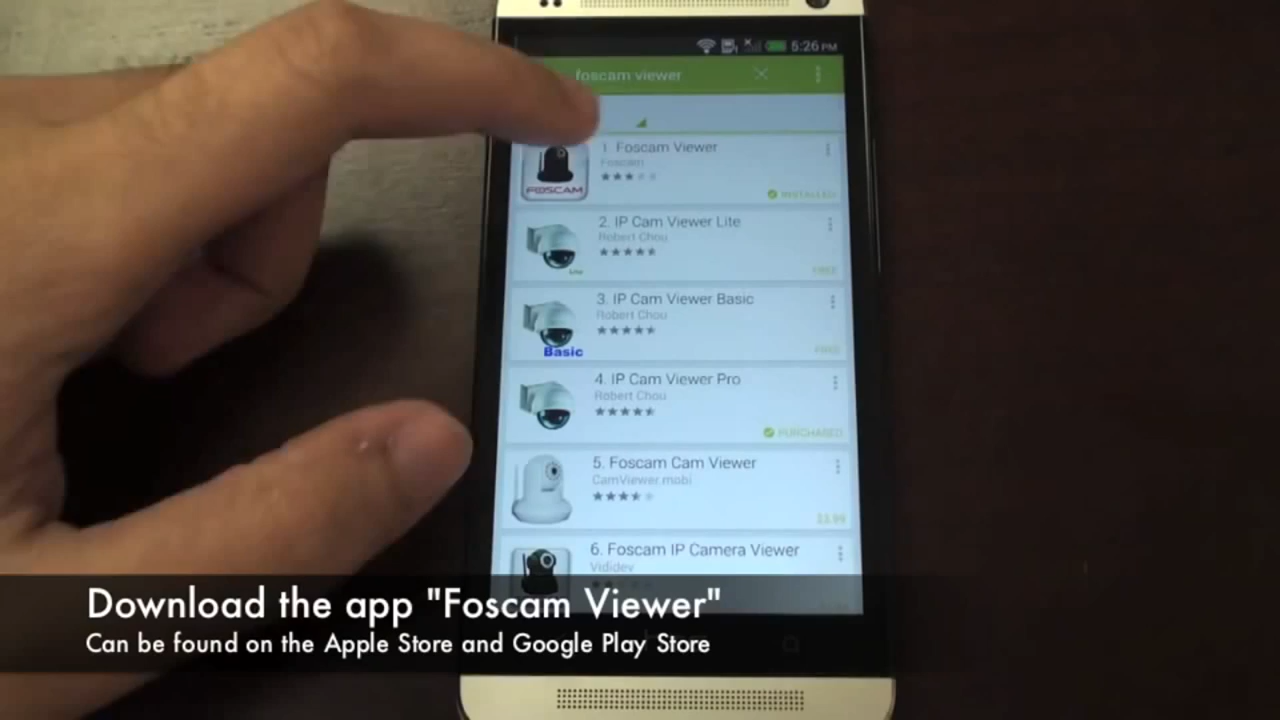 5:26 PM
foscam viewer
1. Foscam Viewer
Foscam
FOSCAM
INSTALLED
2. IP Cam Viewer Lite
Robert Chou
Lite
FREE
3. IP Cam Viewer Basic
Robert Chou
Basic
FREE
4. IP Cam Viewer Pro
Robert Chou
PURCHASED
5. Foscam Cam Viewer
CamViewer.mobi
$3.99
6. Foscam IP Camera Viewer
Vididev
Download the app "Foscam Viewer"
Can be found on the Apple Store and Google Play Store